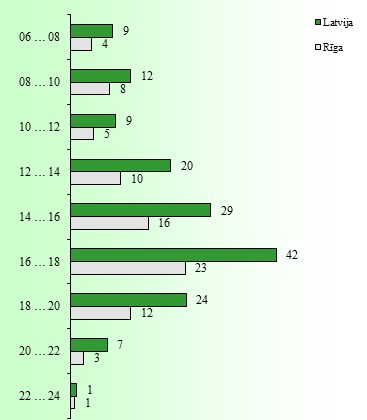 Latvija
Rīga
06 ... 08 9
4
08 ... 10 12
8
10 ... 12 9
5
12 ... 14 20
10
14 ... 16 29
16
16 ... 18 42
23
18 ... 20 24
12
20 ... 22 7
3
22 ... 24 1
1